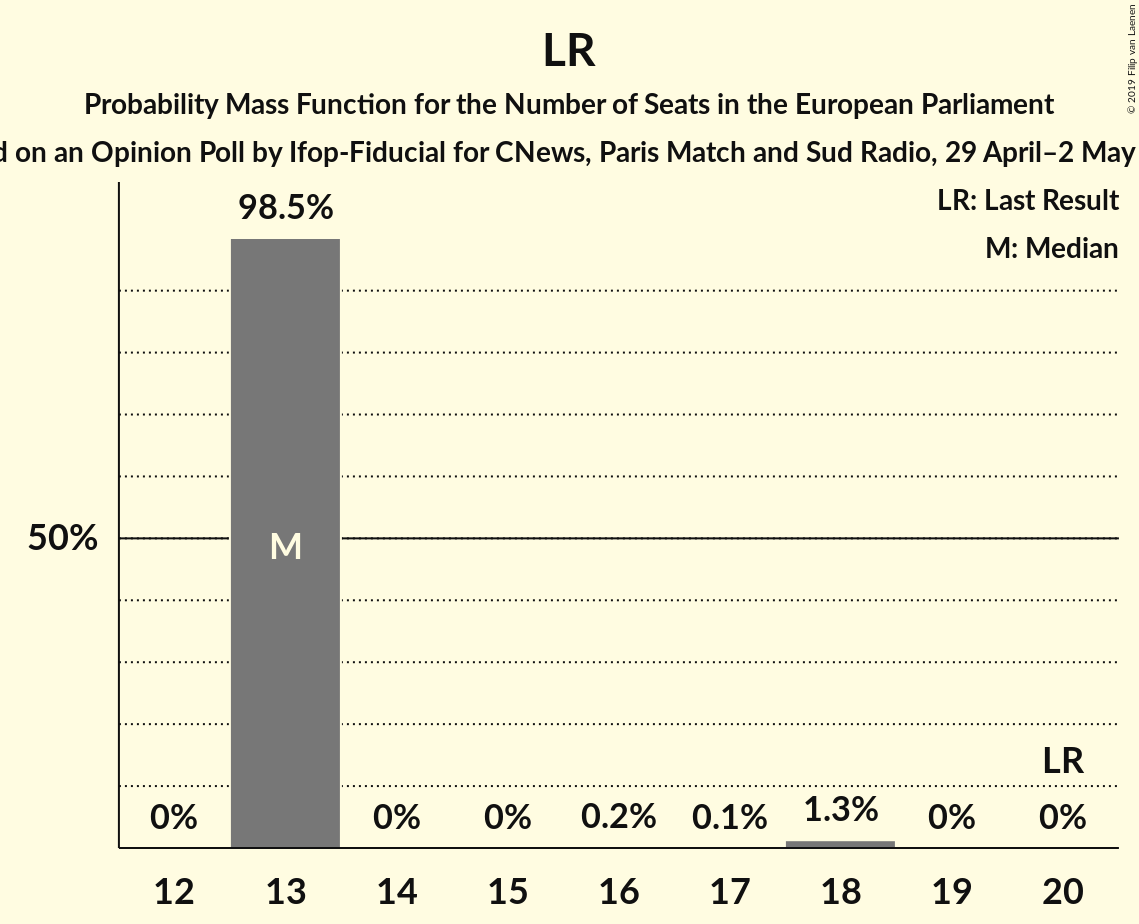 LR
Probability Mass Function for the Number of Seats in the European Parliament
on an Opinion Poll by Ifop-Fiducial for CNews, Paris Match and Sud Radio, 29 April–2 May
© 2019 Filip van Laenen
LR: Last Result
M: Median
98.5%
50%
M
LR
0% 0% 0% 0.2% 0.1% 1.3% 0% 0%
12 13 14 15 16 17 18 19 20